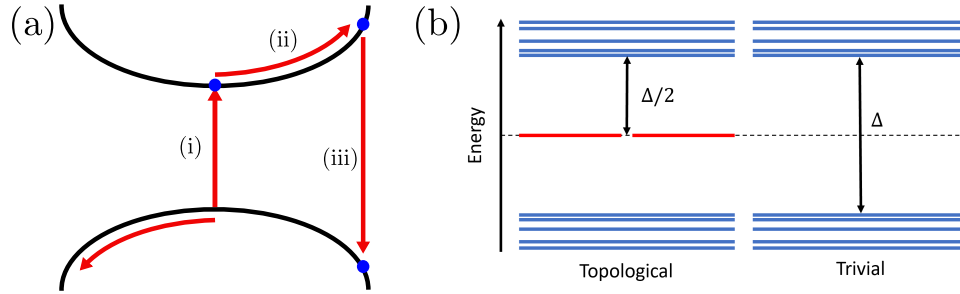 (a)
(i)
(ii)
(iii)
(b)
Energy
Δ/2
Δ
Topological
Trivial